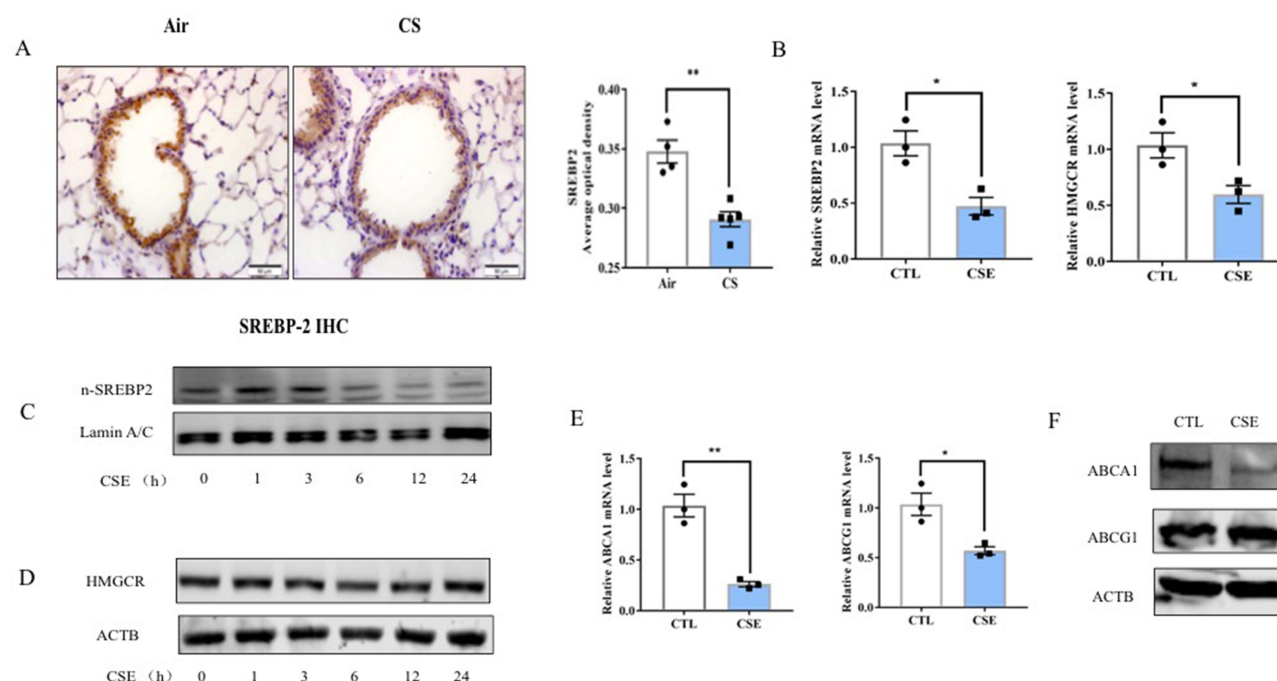 Air CS
A
50 μm
50 μm
SREBP-2 IHC
SREBP2
Average optical density
0.40
0.35
0.30
0.25
**
Air CS
B
Relative SREBP2 mRNA level
1.5
1.0
0.5
0.0
*
CTL CSE
Relative HMGCR mRNA level
1.5
1.0
0.5
0.0
*
CTL CSE
C
n-SREBP2
Lamin A/C
CSE （h） 0 1 3 6 12 24
D
HMGCR
ACTB
CSE （h） 0 1 3 6 12 24
E
Relative ABCA1 mRNA level
1.5
1.0
0.5
0.0
**
CTL CSE
Relative ABCG1 mRNA level
1.5
1.0
0.5
0.0
*
CTL CSE
F
CTL CSE
ABCA1
ABCG1
ACTB